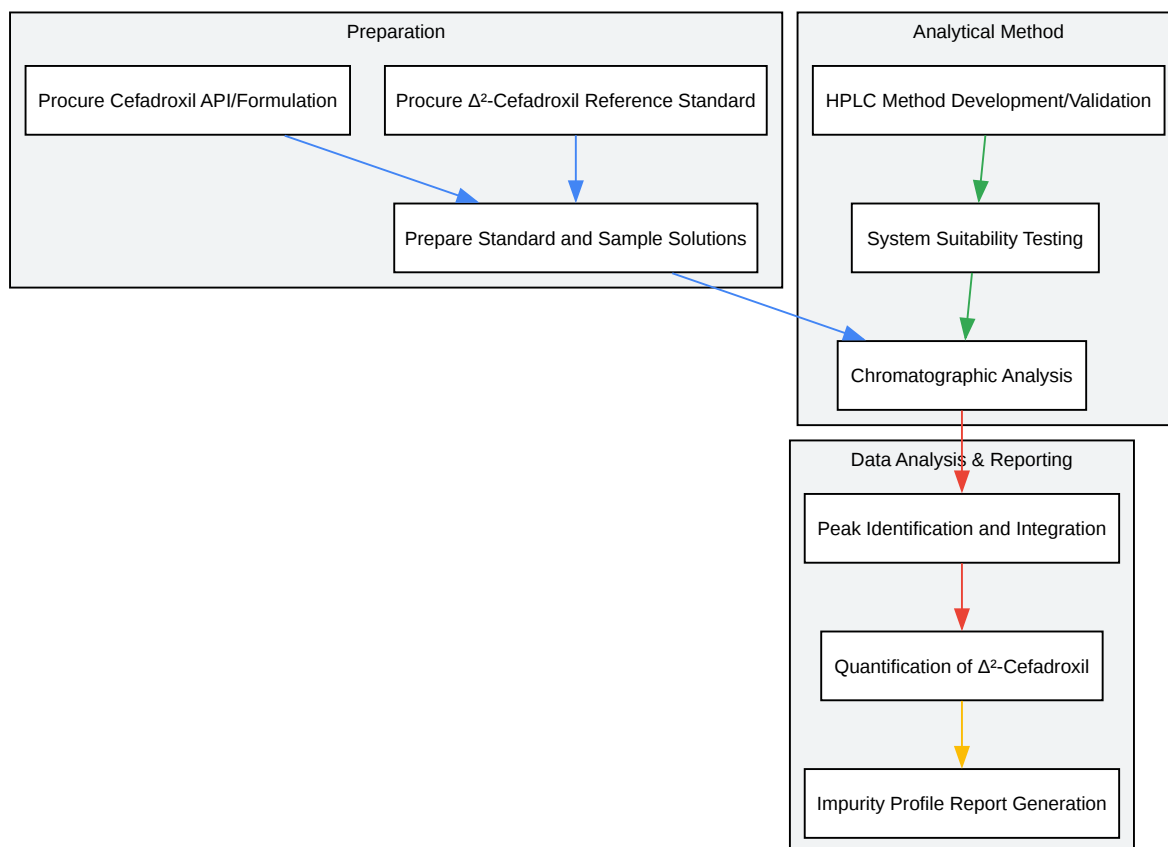 Preparation
Procure Cefadroxil API/Formulation
Procure Δ²-Cefadroxil Reference Standard
Prepare Standard and Sample Solutions
Analytical Method
HPLC Method Development/Validation
System Suitability Testing
Chromatographic Analysis
Data Analysis & Reporting
Peak Identification and Integration
Quantification of Δ²-Cefadroxil
Impurity Profile Report Generation